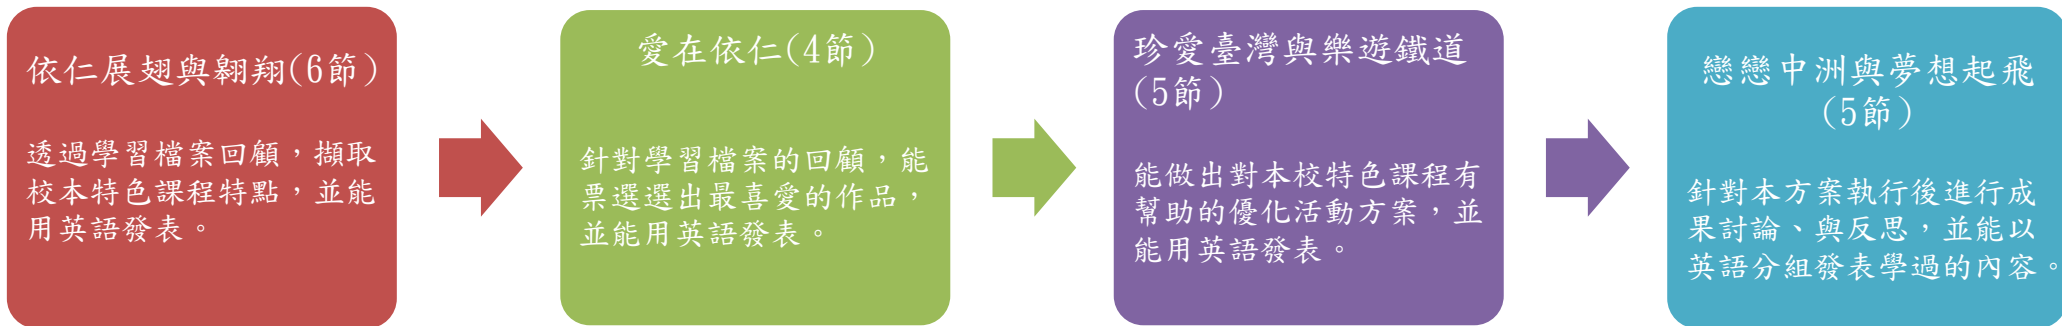 依仁展翅與翱翔(6節)
透過學習檔案回顧，擷取
校本特色課程特點，並能
用英語發表。
愛在依仁(4節)
針對學習檔案的回顧，能
票選選出最喜愛的作品，
並能用英語發表。
珍愛臺灣與樂遊鐵道
(5節)
能做出對本校特色課程有
幫助的優化活動方案，並
能用英語發表。
戀戀中洲與夢想起飛
(5節)
針對本方案執行後進行成
果討論、與反思，並能以
英語分組發表學過的內容。